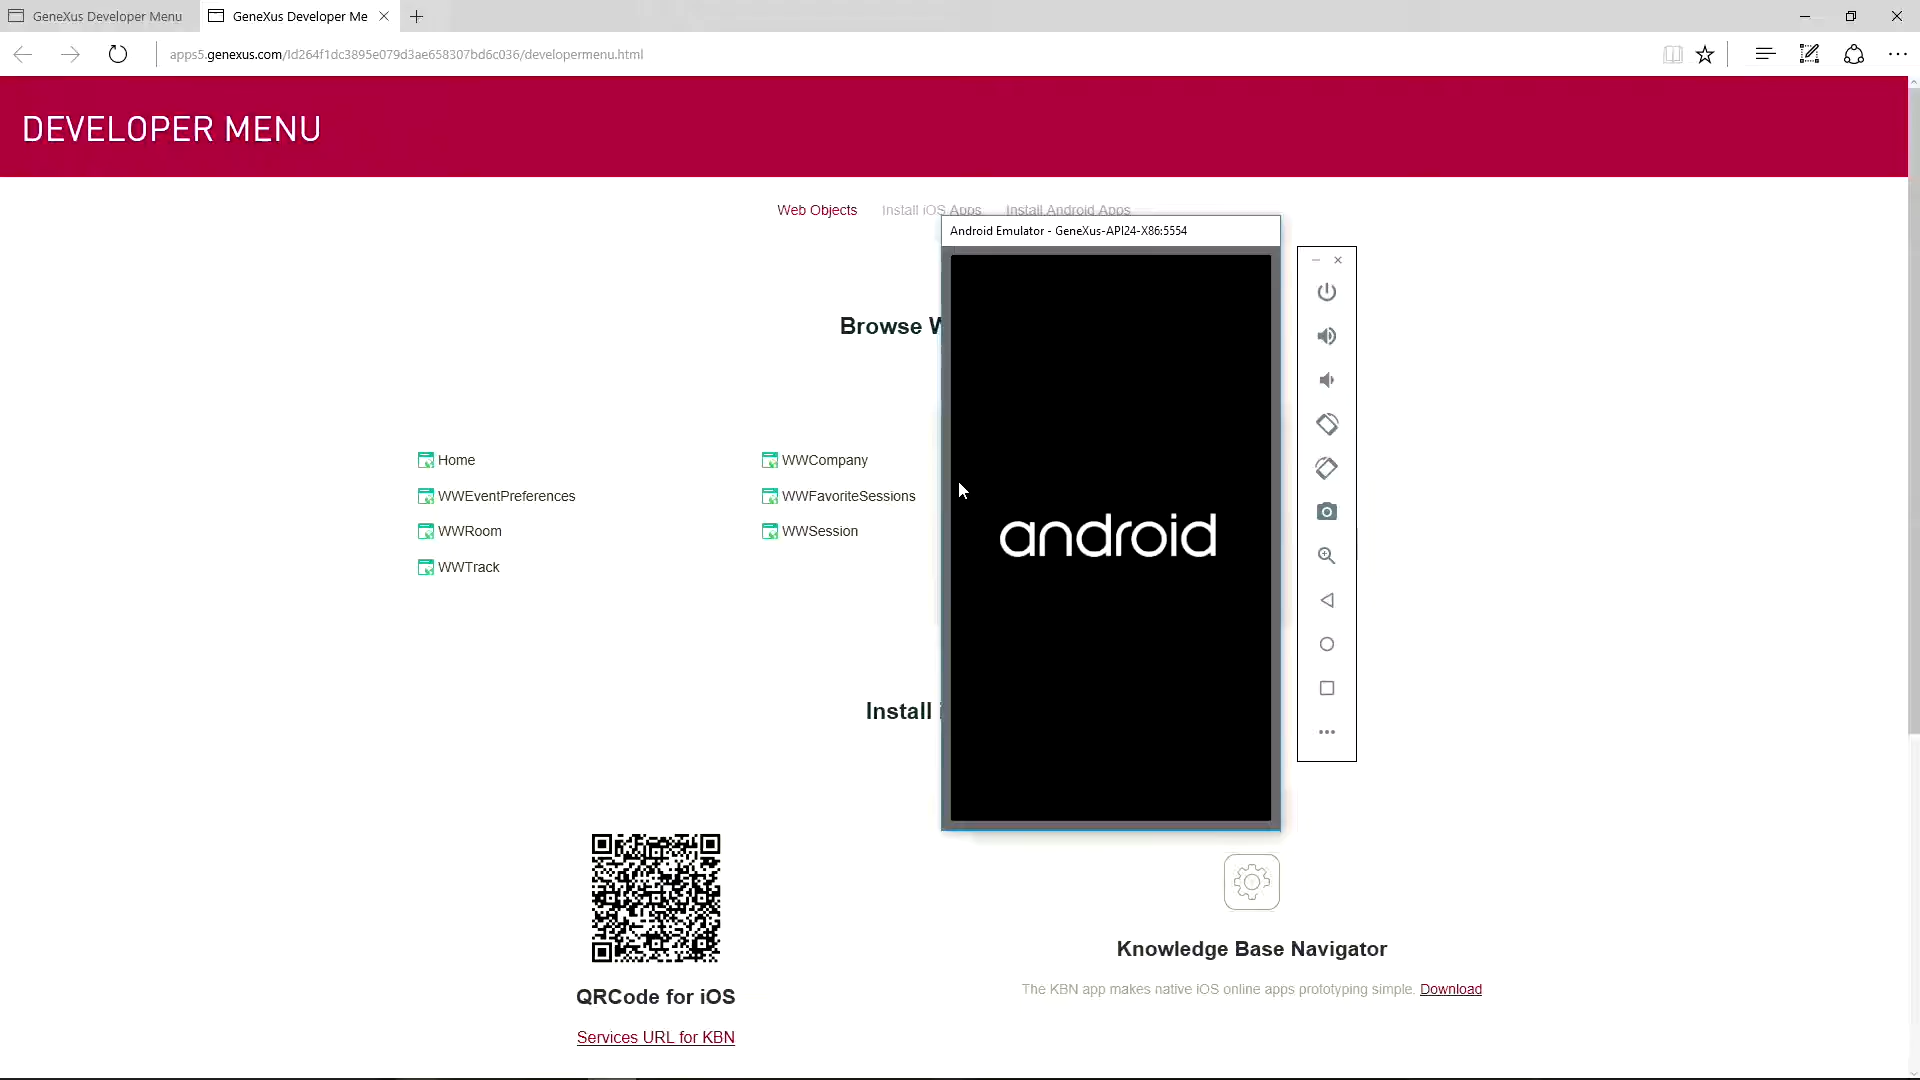 GeneXus Developer Menu
GeneXus Developer Me
apps5.genexus.com/Id264f1dc3895e079d3ae658307bd6c036/developermenu.html
DEVELOPER MENU
Web Objects Install iOS Apps Install Android Apps
Android Emulator - GeneXus-API24-X86:5554
Browse
Home WWCompany
WWEventPreferences WWFavoriteSessions
android
WWRoom WWSession
WWTrack
Install
Knowledge Base Navigator
The KBN app makes native iOS online apps prototyping simple. Download
QRCode for iOS
Services URL for KBN